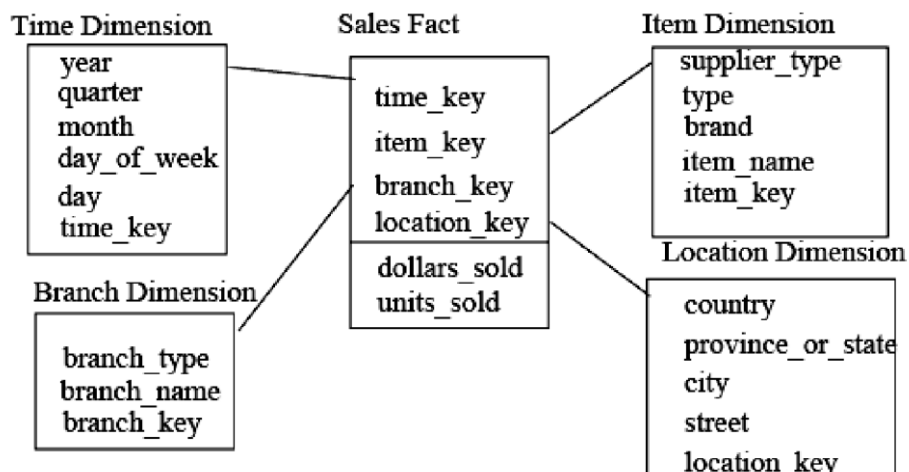 Time Dimension
year
quarter
month
day_of_week
day
time_key
Sales Fact
time_key
item_key
branch_key
location_key
dollars_sold
units_sold
Item Dimension
supplier_type
type
brand
item_name
item_key
Branch Dimension
branch_type
branch_name
branch_key
Location Dimension
country
province_or_state
city
street
location_key